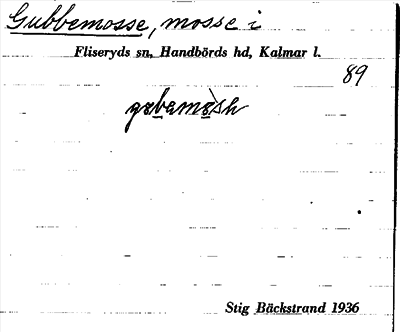 Gubbemosse, mosse i
Fliseryds sn, Handbörds hd, Kalmar l.
89
Stig Bäckstrand 1936